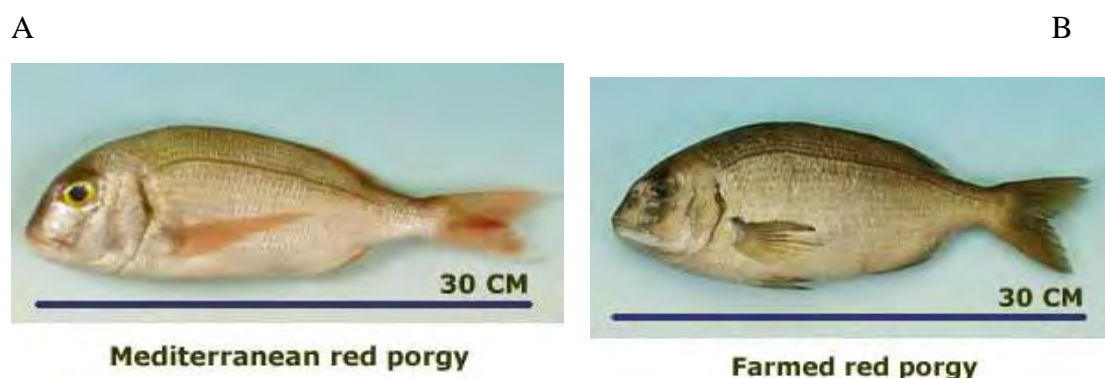 A
B
30 CM
30 CM
Mediterranean red porgy
Farmed red porgy